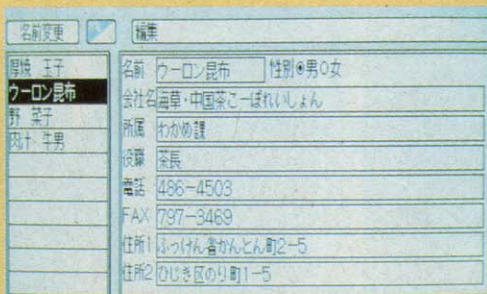 名前変更 編集
厚焼 玉子
ウーロン昆布
野 菜子
肉汁 牛男
名前 ウーロン昆布 性別◉男○女
会社名 海草・中国茶こーぽれいしょん
所属 わかめ課
役職 茶長
電話 486-4503
FAX 797-3469
住所1 ふっけん省かんとん町2-5
住所2 ひじき区のり町1-5